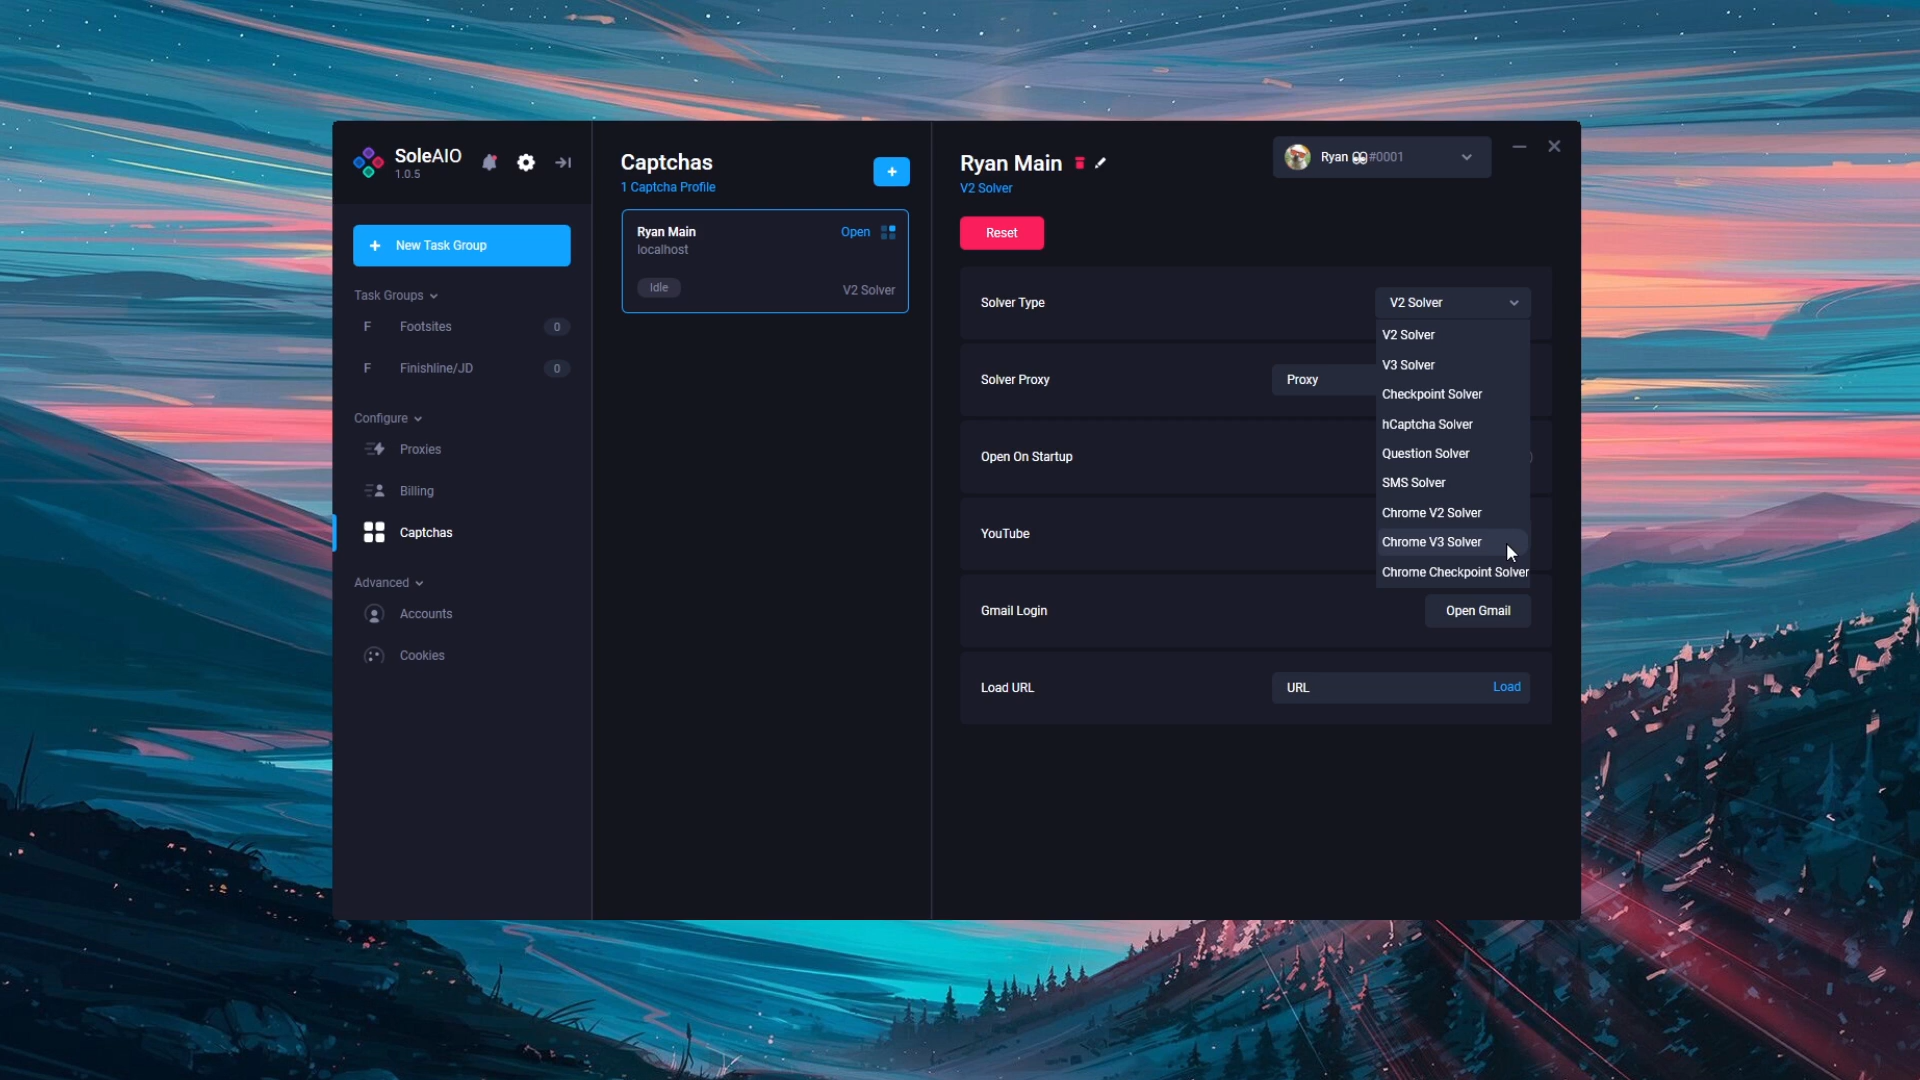 SoleAIO
1.0.5
New Task Group
Task Groups
F Footsites 0
F Finishline/JD 0
Configure
Proxies
Billing
Captchas
Advanced
Accounts
Cookies
Captchas
1 Captcha Profile
+
Ryan Main Open
localhost
Idle V2 Solver
Ryan Main
V2 Solver
Ryan 👀#0001
Reset
Solver Type V2 Solver
V2 Solver
V3 Solver
Checkpoint Solver
hCaptcha Solver
Question Solver
SMS Solver
Chrome V2 Solver
Chrome V3 Solver
Chrome Checkpoint Solver
Solver Proxy Proxy
Open On Startup
YouTube
Gmail Login Open Gmail
Load URL URL Load